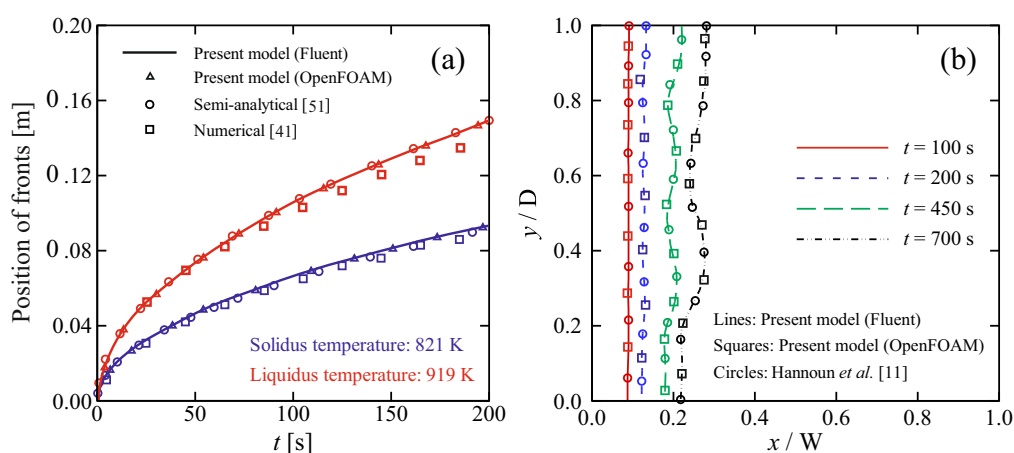 0.20
0.16
0.12
0.08
0.04
0.00
Position of fronts [m]
0
50
100
150
200
t [s]
(a)
Present model (Fluent)
Present model (OpenFOAM)
Semi-analytical [51]
Numerical [41]
Solidus temperature: 821 K
Liquidus temperature: 919 K
1.0
0.8
0.6
0.4
0.2
0.0
y / D
0.0
0.2
0.4
0.6
0.8
1.0
x / W
(b)
t = 100 s
t = 200 s
t = 450 s
t = 700 s
Lines: Present model (Fluent)
Squares: Present model (OpenFOAM)
Circles: Hannoun et al. [11]